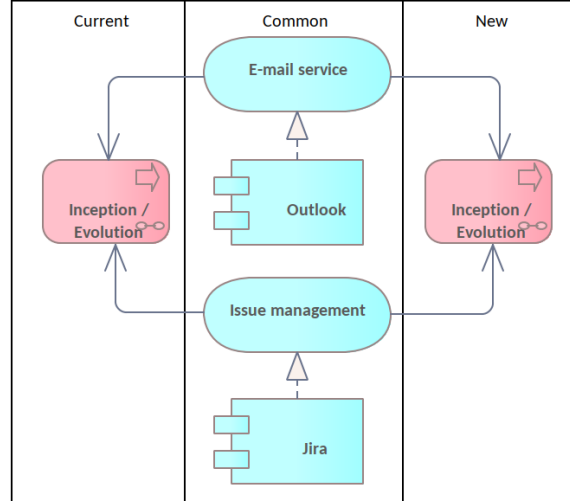 Current
Common
New
E-mail service
Inception /
Evolution
Outlook
Inception /
Evolution
Issue management
Jira